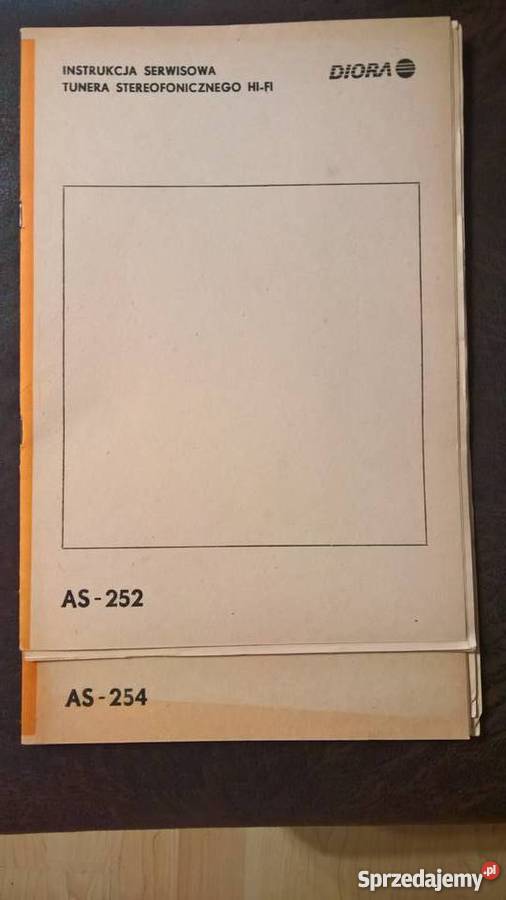 INSTRUKCJA SERWISOWA
TUNERA STEREOFONICZNEGO HI-FI
DIORA
AS-252
AS-254
Sprzedajemy.pl